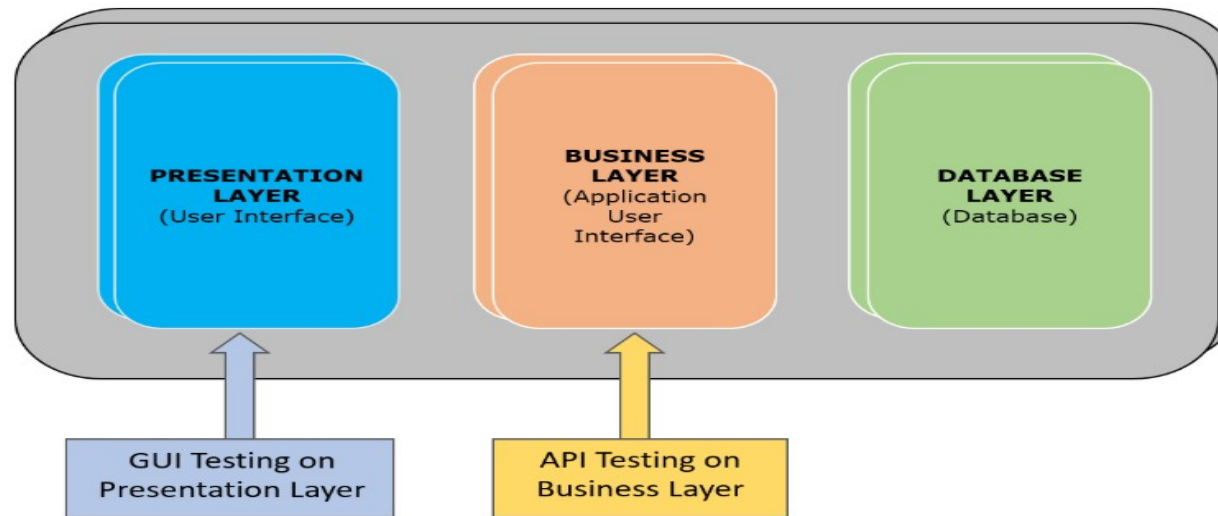 PRESENTATION
LAYER
(User Interface)
BUSINESS
LAYER
(Application
User
Interface)
DATABASE
LAYER
(Database)
GUI Testing on
Presentation Layer
API Testing on
Business Layer